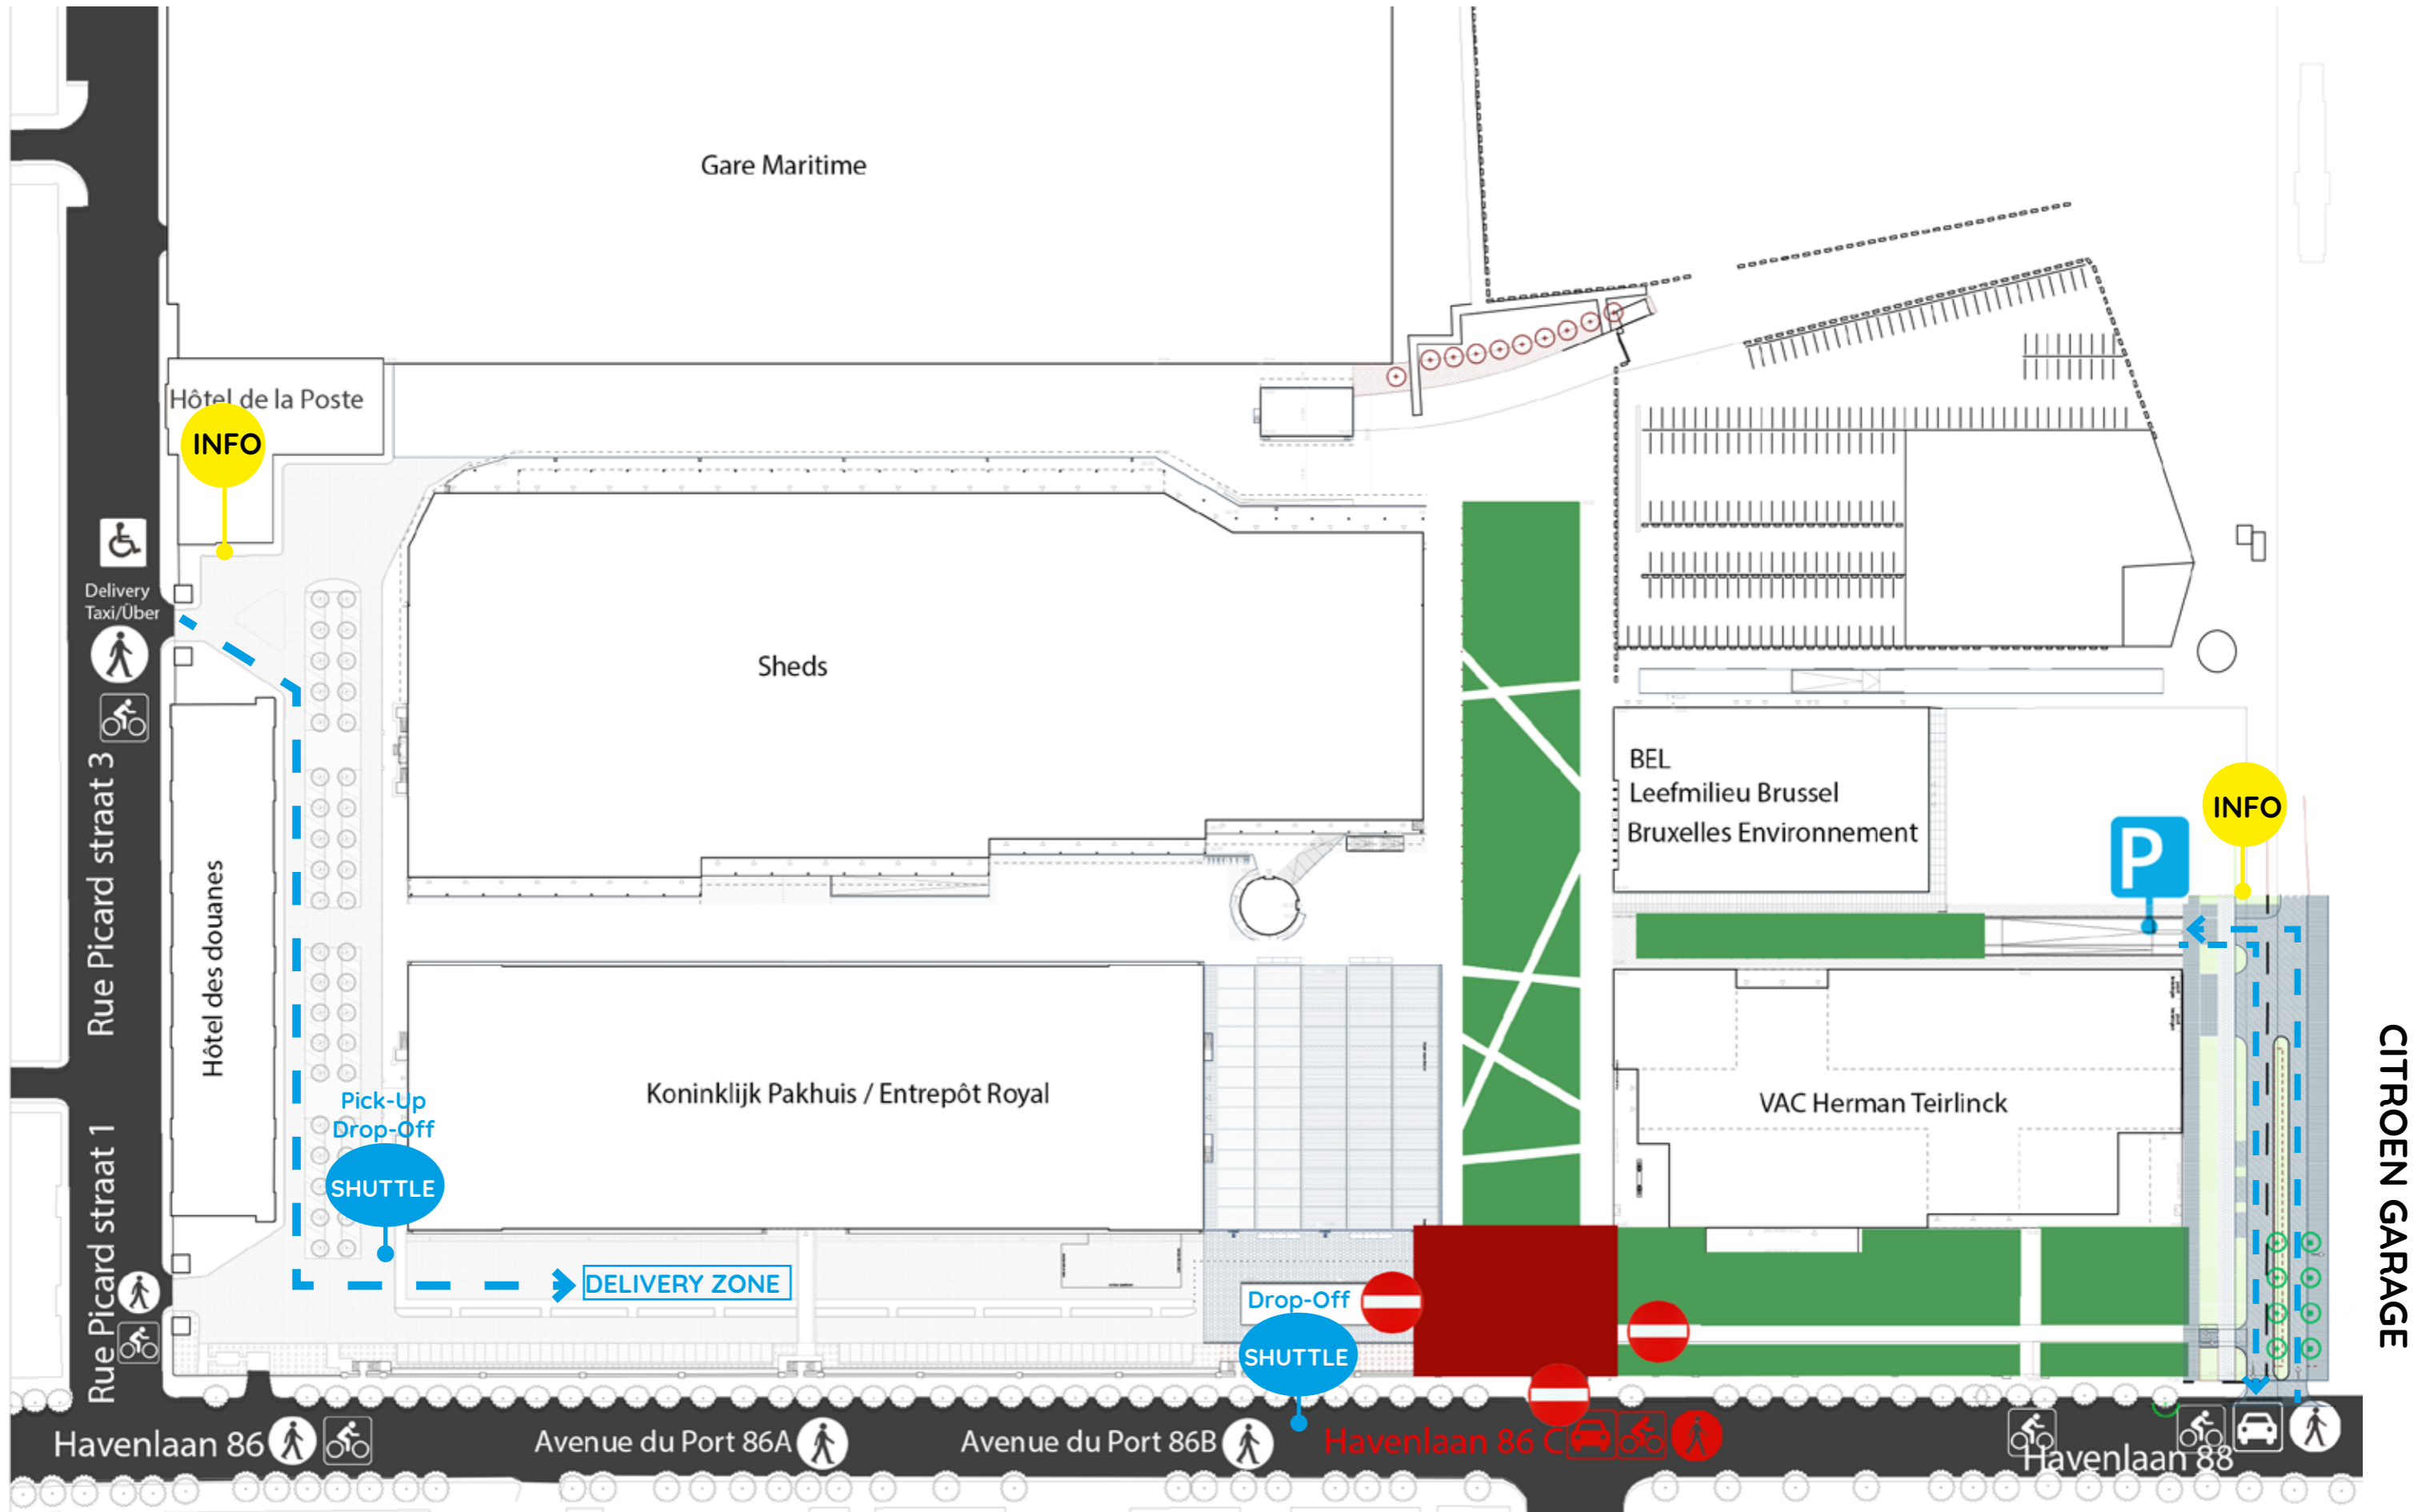 Gare Maritime
Hôtel de la Poste
INFO
Delivery
Taxi/Über
Rue Picard straat 3
Hôtel des douanes
Rue Picard straat 1
Sheds
BEL
Leefmilieu Brussel
Bruxelles Environnement
P
INFO
Koninklijk Pakhuis / Entrepôt Royal
VAC Herman Teirlinck
CITROEN GARAGE
Pick-Up
Drop-Off
SHUTTLE
DELIVERY ZONE
Drop-Off
SHUTTLE
Havenlaan 86
Avenue du Port 86A
Avenue du Port 86B
Havenlaan 86 C
Havenlaan 88